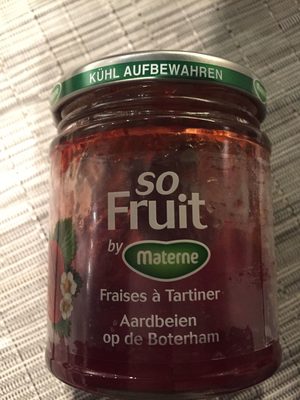 KÜHL AUFBEWAHREN
so
Fruit
by Materne
Fraises à Tartiner
Aardbeien
op de Boterham